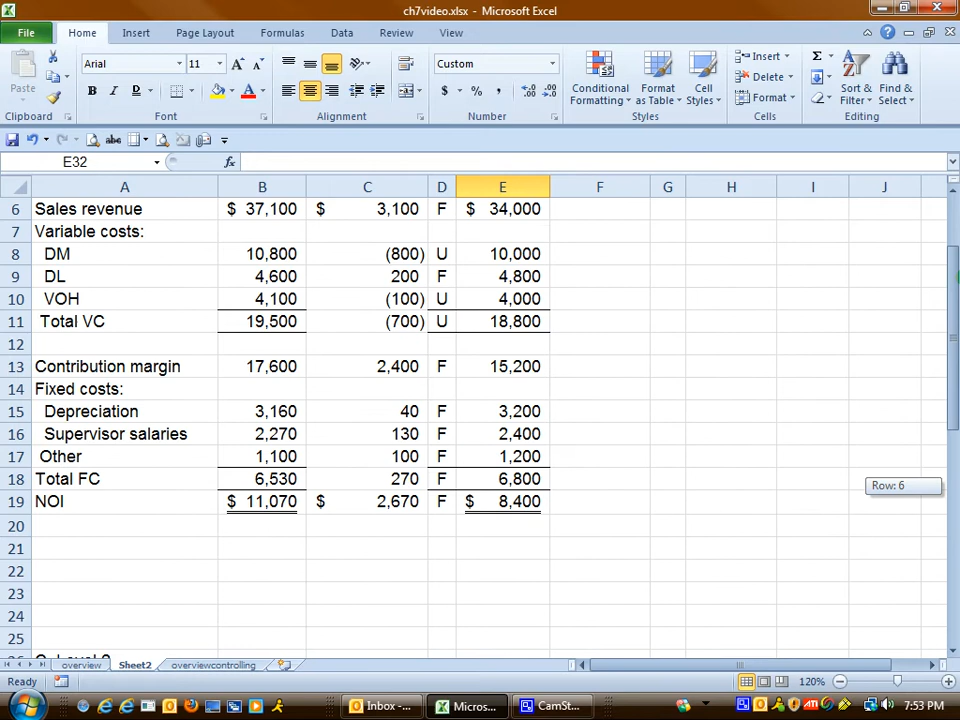 ch7video.xlsx - Microsoft Excel
File Home Insert Page Layout Formulas Data Review View
Arial 11 Custom
Paste
Conditional Formatting Format as Table Cell Styles
Insert
Delete
Format
Sort & Filter Find & Select
Clipboard Font Alignment Number Styles Cells Editing
E32 fx
A B C D E F G H I J
6 Sales revenue $ 37,100 $ 3,100 F $ 34,000
7 Variable costs:
8 DM 10,800 (800) U 10,000
9 DL 4,600 200 F 4,800
10 VOH 4,100 (100) U 4,000
11 Total VC 19,500 (700) U 18,800
12
13 Contribution margin 17,600 2,400 F 15,200
14 Fixed costs:
15 Depreciation 3,160 40 F 3,200
16 Supervisor salaries 2,270 130 F 2,400
17 Other 1,100 100 F 1,200
18 Total FC 6,530 270 F 6,800
Row: 6
19 NOI $ 11,070 $ 2,670 F $ 8,400
20
21
22
23
24
25
overview Sheet2 overviewcontrolling
Ready 120%
Inbox -... Micros... CamSt... 7:53 PM